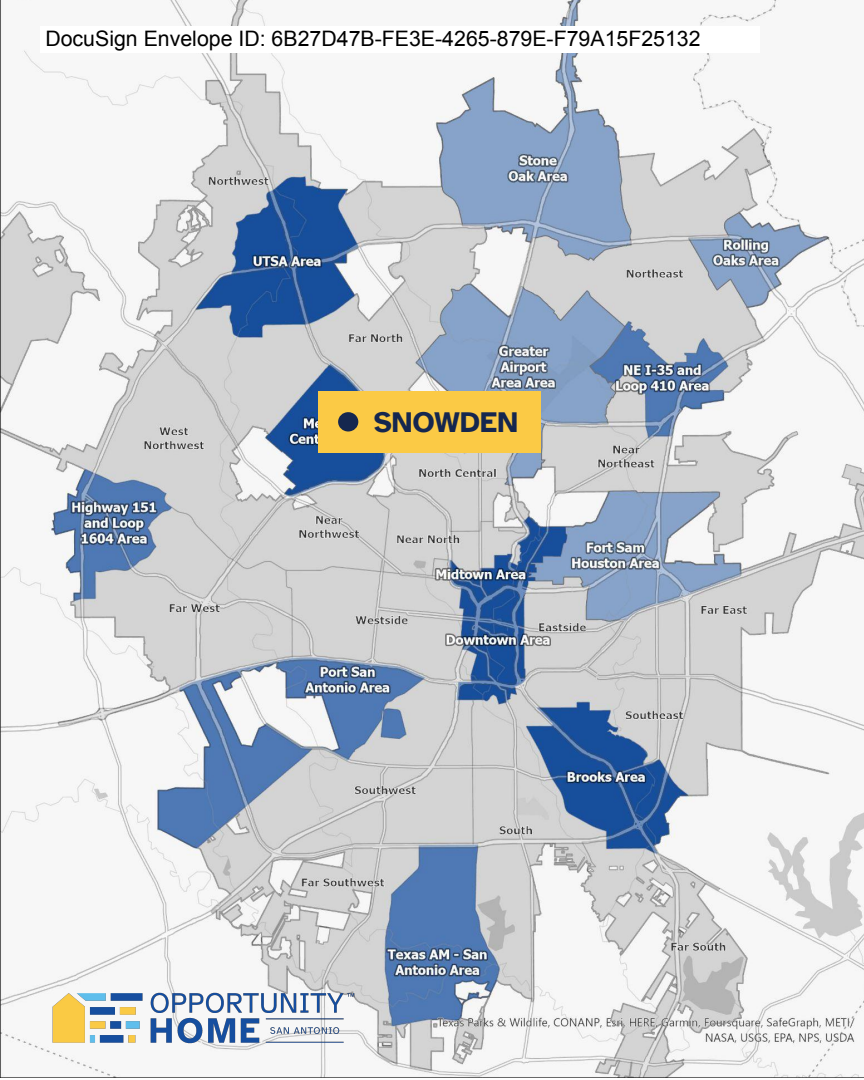 DocuSign Envelope ID: 6B27D47B-FE3E-4265-879E-F79A15F25132
Stone
Oak Area
Northwest
UTSA Area
Rolling
Oaks Area
Northeast
Far North
Greater
Airport
Area Area
NE I-35 and
Loop 410 Area
Me
Cent
SNOWDEN
West
Northwest
North Central
Near
Northeast
Highway 151
and Loop
1604 Area
Near
Northwest
Near North
Fort Sam
Houston Area
Midtown Area
Far West
Westside
Eastside
Far East
Downtown Area
Port San
Antonio Area
Southeast
Brooks Area
Southwest
South
Far Southwest
Far South
Texas AM - San
Antonio Area
OPPORTUNITY™
HOME SAN ANTONIO
Texas Parks & Wildlife, CONANP, Esri, HERE, Garmin, Foursquare, SafeGraph, METI/
NASA, USGS, EPA, NPS, USDA